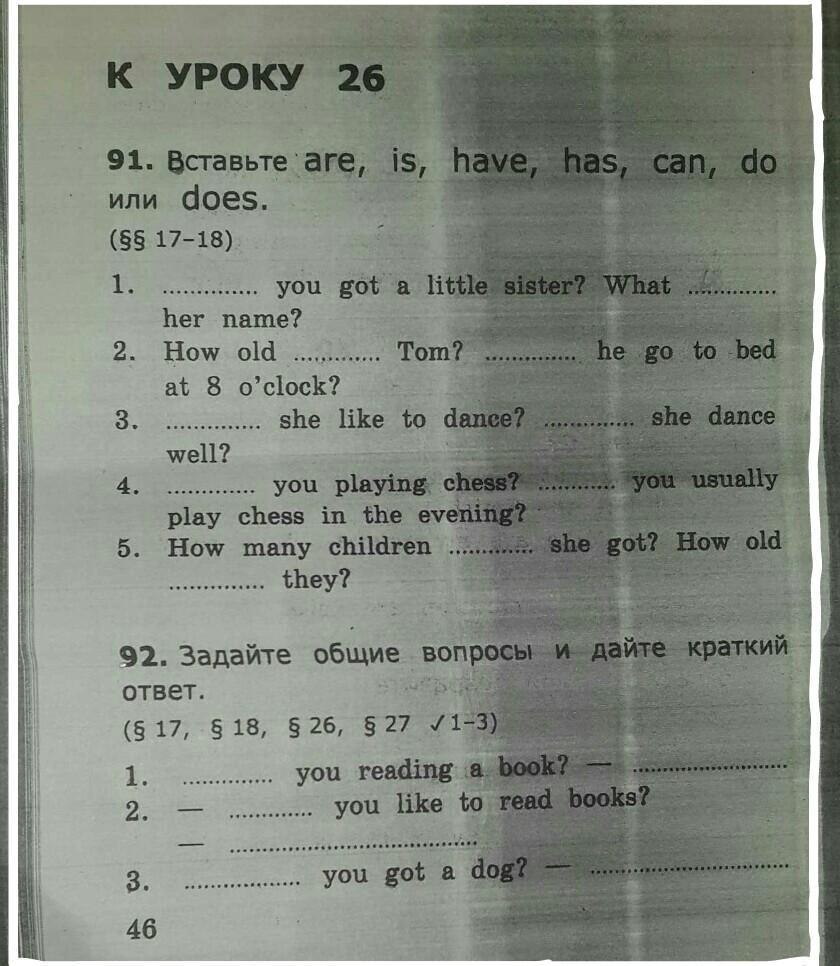 К УРОКУ 26
91. Вставьте are, is, have, has, can, do
или does.
(§§ 17–18)
1. .............. you got a little sister? What .............
her name?
2. How old ............. Tom? .............. he go to bed
at 8 o'clock?
3. .............. she like to dance? ............. she dance
well?
4. ............. you playing chess? ........... you usually
play chess in the evening?
5. How many children ............ she got? How old
.............. they?
92. Задайте общие вопросы и дайте краткий
ответ.
(§ 17, § 18, § 26, § 27 ✓ 1–3)
1. ............. you reading a book? — .......................
2. — ............ you like to read books?
— ....................................
3. ................. you got a dog? — .............................
46